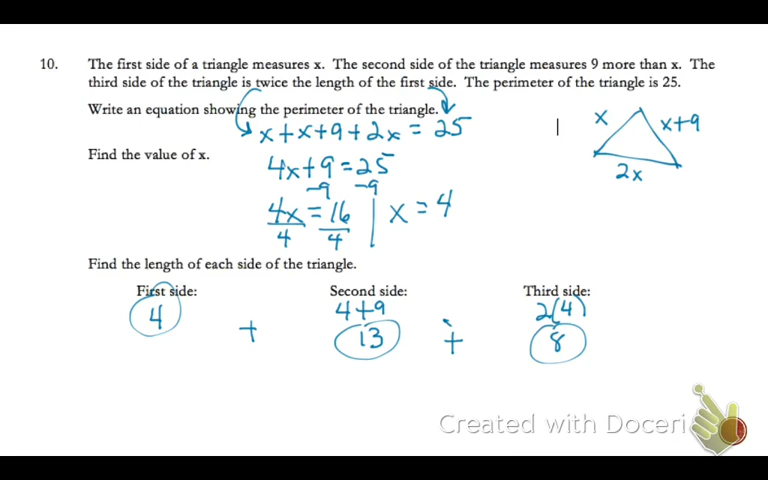 10. The first side of a triangle measures x. The second side of the triangle measures 9 more than x. The
third side of the triangle is twice the length of the first side. The perimeter of the triangle is 25.
Write an equation showing the perimeter of the triangle.
x+x+9+2x=25
x
x+9
2x
Find the value of x.
4x+9=25
-9 -9
4x=16 | x=4
4 4
Find the length of each side of the triangle.
First side: Second side: Third side:
4+9 2(4)
4 + 13 + 8
Created with Doceri